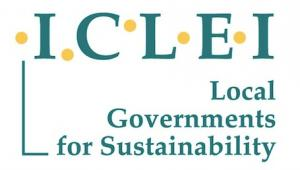 I.C.L.E.I
Local
Governments
for Sustainability